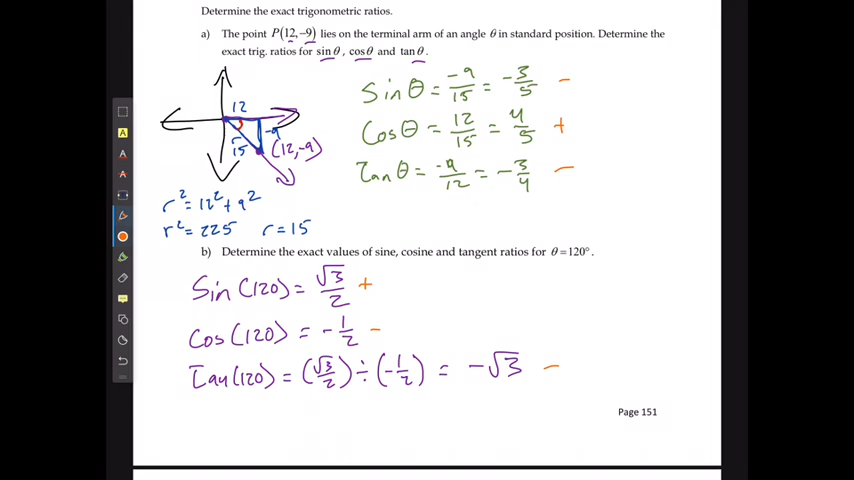 Determine the exact trigonometric ratios.
a) The point P(12,−9) lies on the terminal arm of an angle θ in standard position. Determine the
exact trig. ratios for sin θ, cos θ and tan θ.
Sin θ = -9/15 = -3/5 -
Cos θ = 12/15 = 4/5 +
Tan θ = -9/12 = -3/4 -
12
-9
r
15
(12,-9)
r² = 12² + 9²
r² = 225 r = 15
b) Determine the exact values of sine, cosine and tangent ratios for θ = 120°.
Sin(120) = √3/2 +
Cos(120) = -1/2 -
Tan(120) = (√3/2) ÷ (-1/2) = -√3 -
Page 151